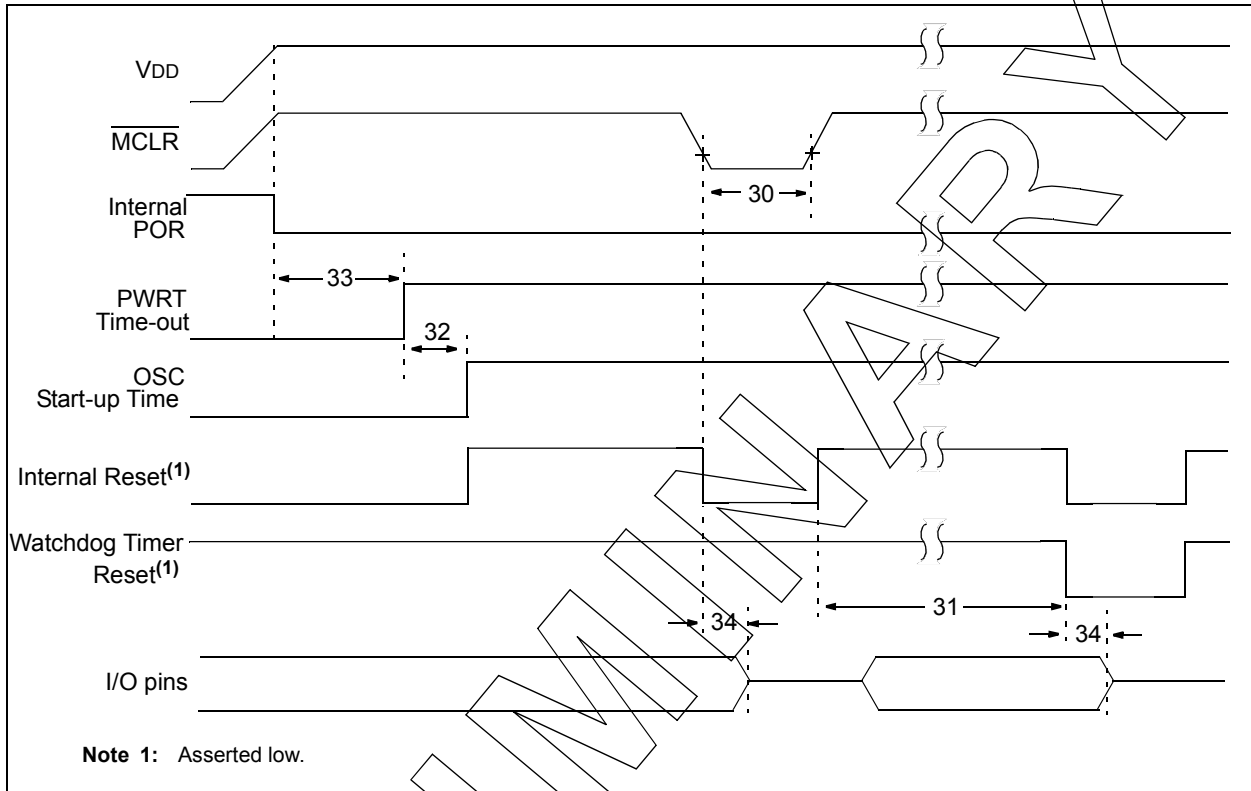 VDD
MCLR
30
Internal
POR
33
PWRT
Time-out
32
OSC
Start-up Time
Internal Reset(1)
Watchdog Timer
Reset(1)
31
34
34
I/O pins
Note 1: Asserted low.
IMINARY